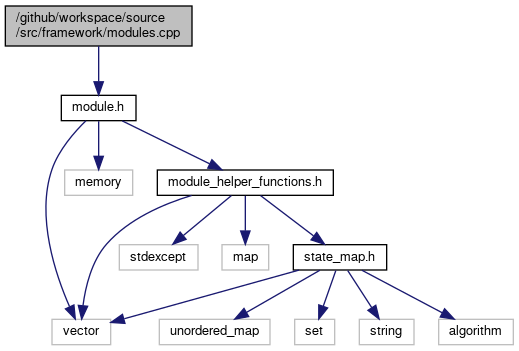 /github/workspace/source
/src/framework/modules.cpp
module.h
memory
module_helper_functions.h
stdexcept
map
state_map.h
vector
unordered_map
set
string
algorithm